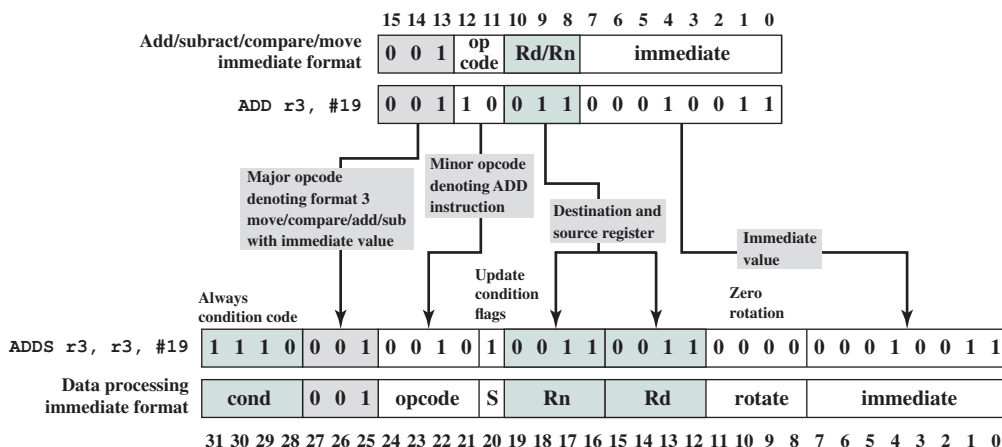 15 14 13 12 11 10 9 8 7 6 5 4 3 2 1 0
Add/subract/compare/move
immediate format
0 0 1
op
code
Rd/Rn
immediate
ADD r3, #19
0 0 1 1 0 0 1 1 0 0 0 1 0 0 1 1
Major opcode
denoting format 3
move/compare/add/sub
with immediate value
Minor opcode
denoting ADD
instruction
Destination and
source register
Immediate
value
Always
condition code
Update
condition
flags
Zero
rotation
ADDS r3, r3, #19
1 1 1 0 0 0 1 0 0 1 0 1 0 0 1 1 0 0 1 1 0 0 0 0 0 0 0 1 0 0 1 1
Data processing
immediate format
cond 0 0 1 opcode S Rn Rd rotate immediate
31 30 29 28 27 26 25 24 23 22 21 20 19 18 17 16 15 14 13 12 11 10 9 8 7 6 5 4 3 2 1 0